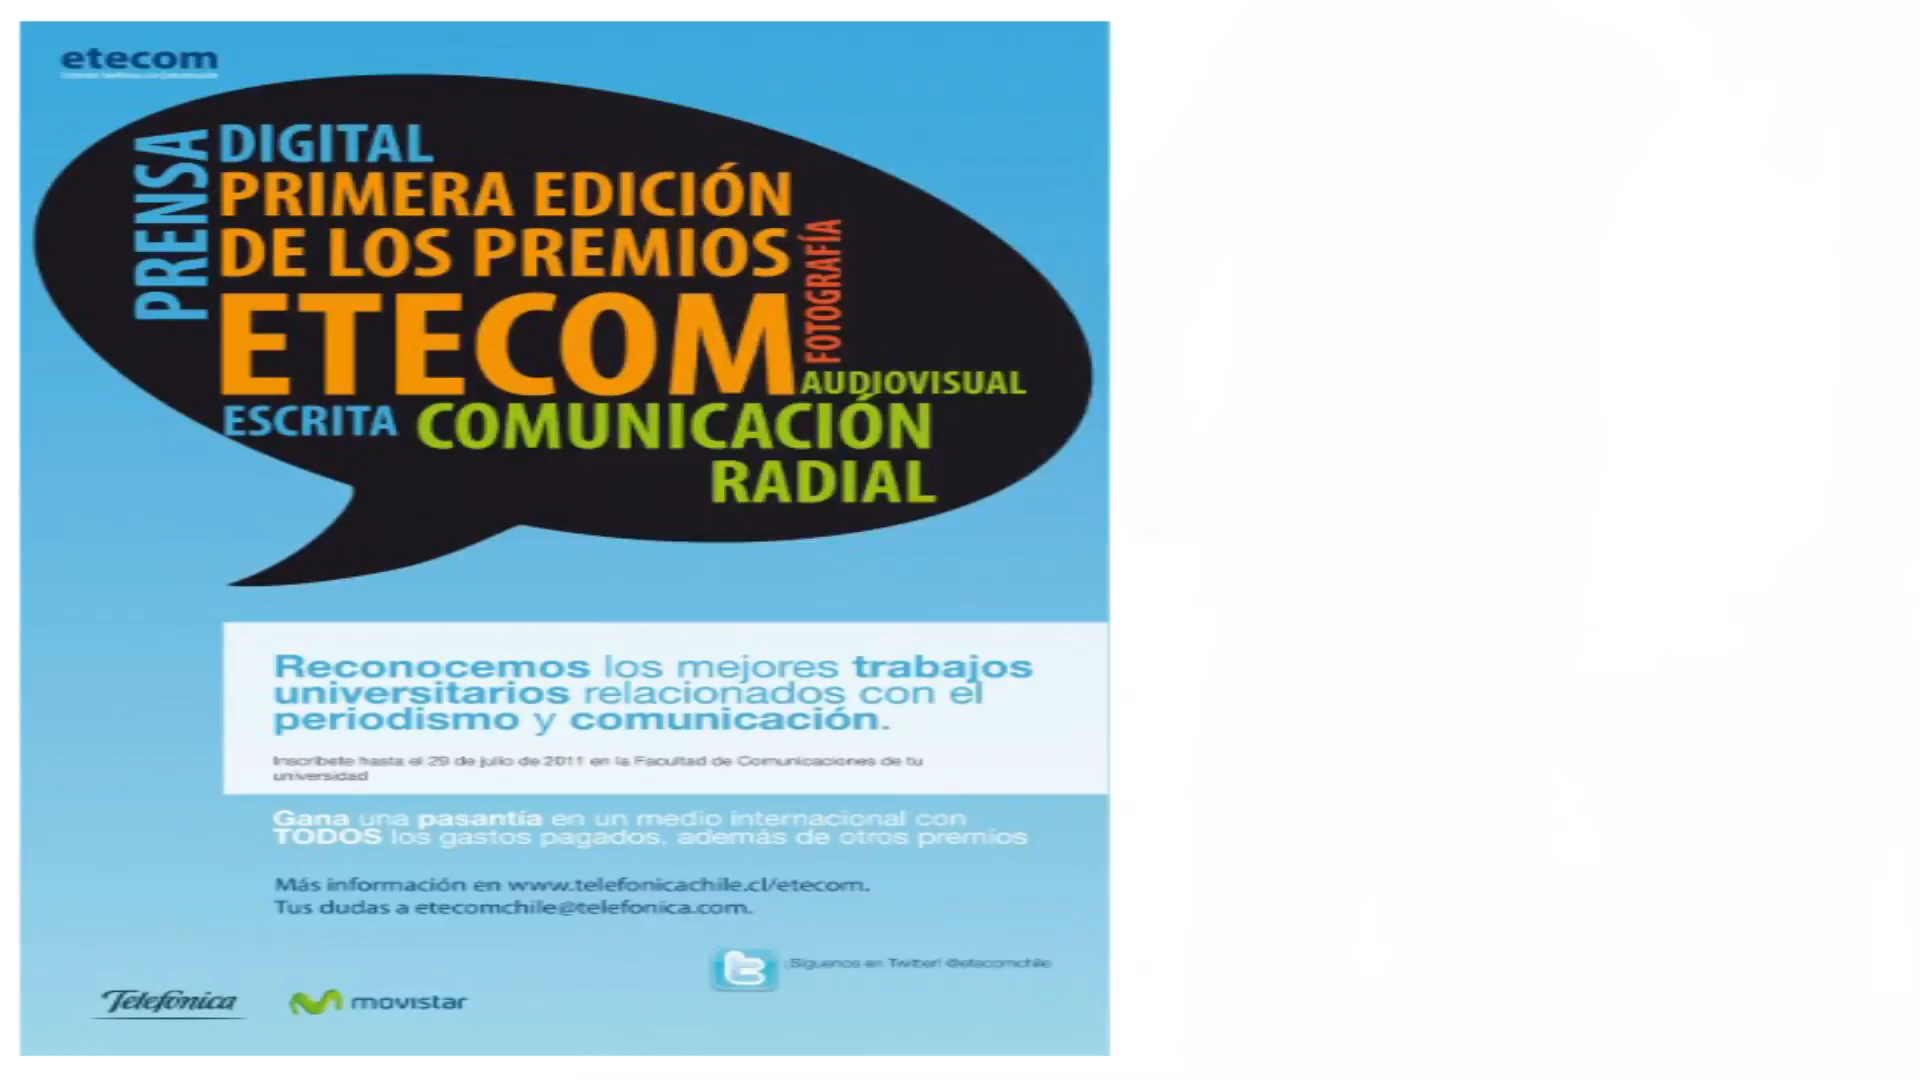 etecom
PRENSA
DIGITAL
PRIMERA EDICIÓN
DE LOS PREMIOS
ETECOM
FOTOGRAFÍA
AUDIOVISUAL
ESCRITA COMUNICACIÓN
RADIAL
Reconocemos los mejores trabajos
universitarios relacionados con el
periodismo y comunicación.
Inscríbete hasta el 29 de julio de 2011 en la Facultad de Comunicaciones de tu
universidad
Gana una pasantía en un medio internacional con
TODOS los gastos pagados, además de otros premios
Más información en www.telefonicachile.cl/etecom.
Tus dudas a etecomchile@telefonica.com.
¡Síguenos en Twitter! @etecomchile
Telefónica
movistar